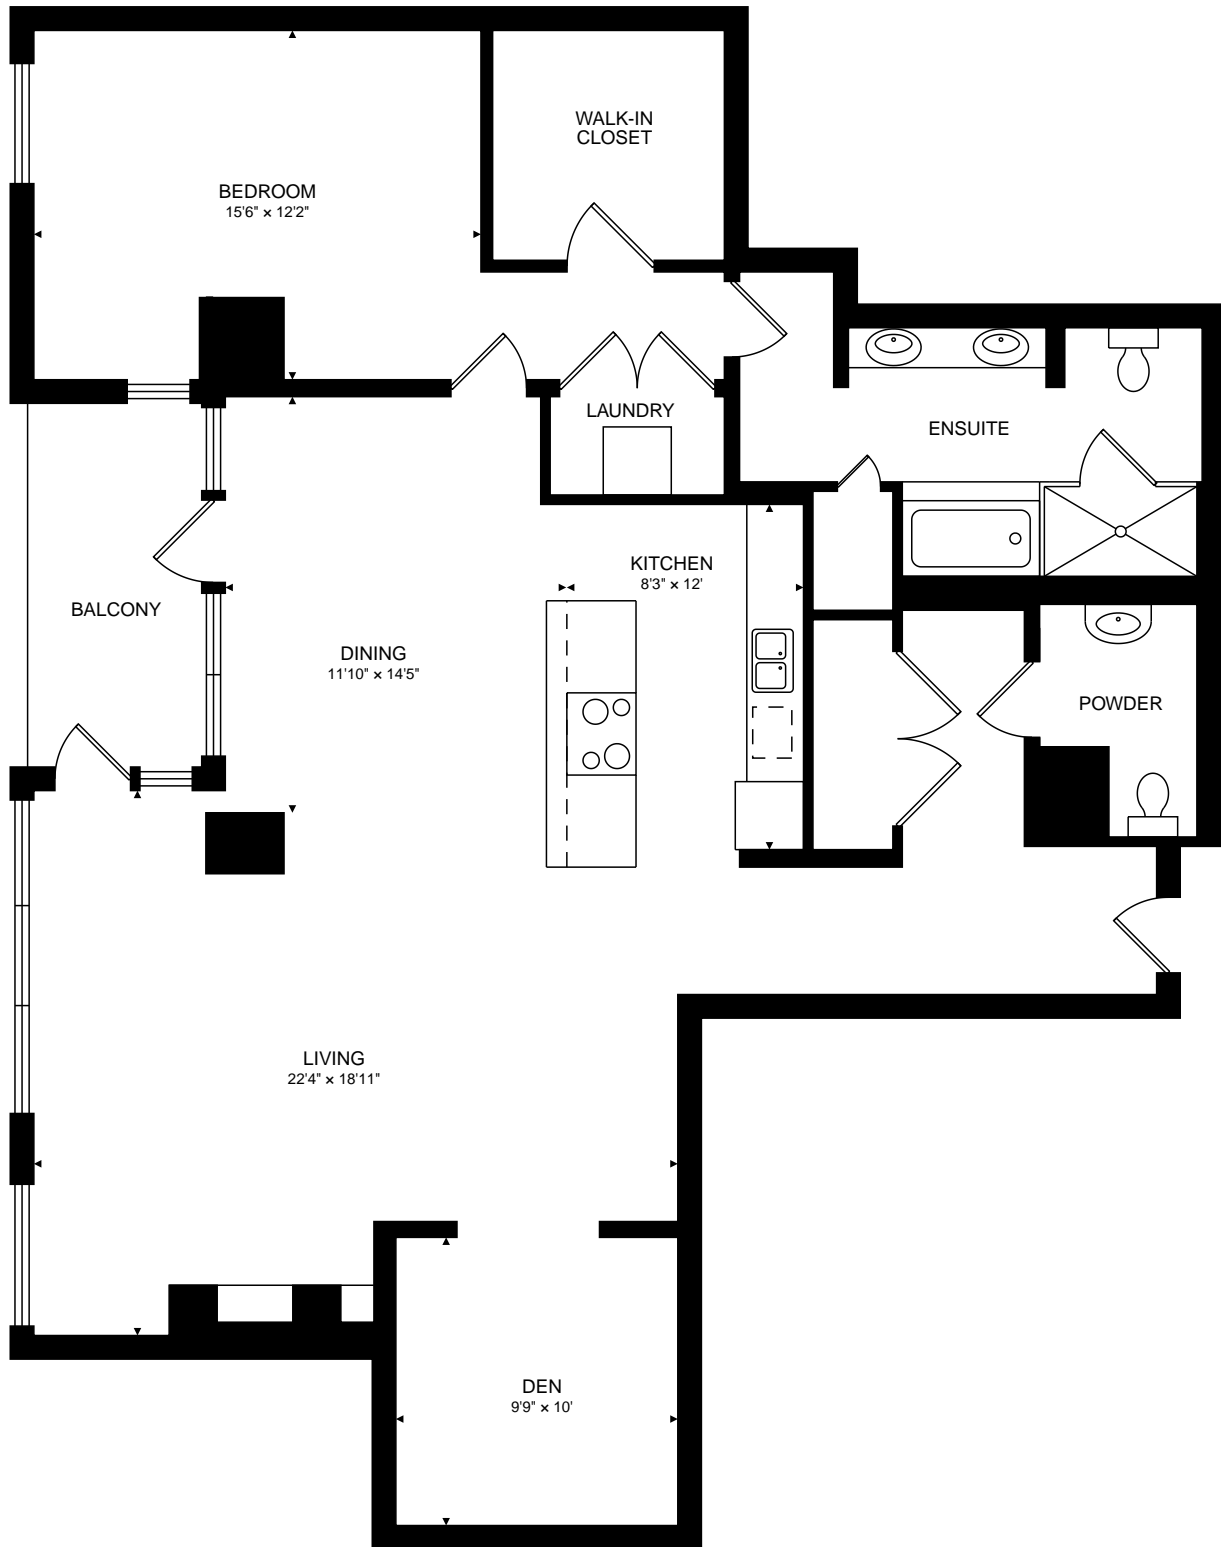 WALK-IN
CLOSET
BEDROOM
15'6" × 12'2"
LAUNDRY
ENSUITE
KITCHEN
8'3" × 12'
BALCONY
DINING
11'10" × 14'5"
POWDER
LIVING
22'4" × 18'11"
DEN
9'9" × 10'